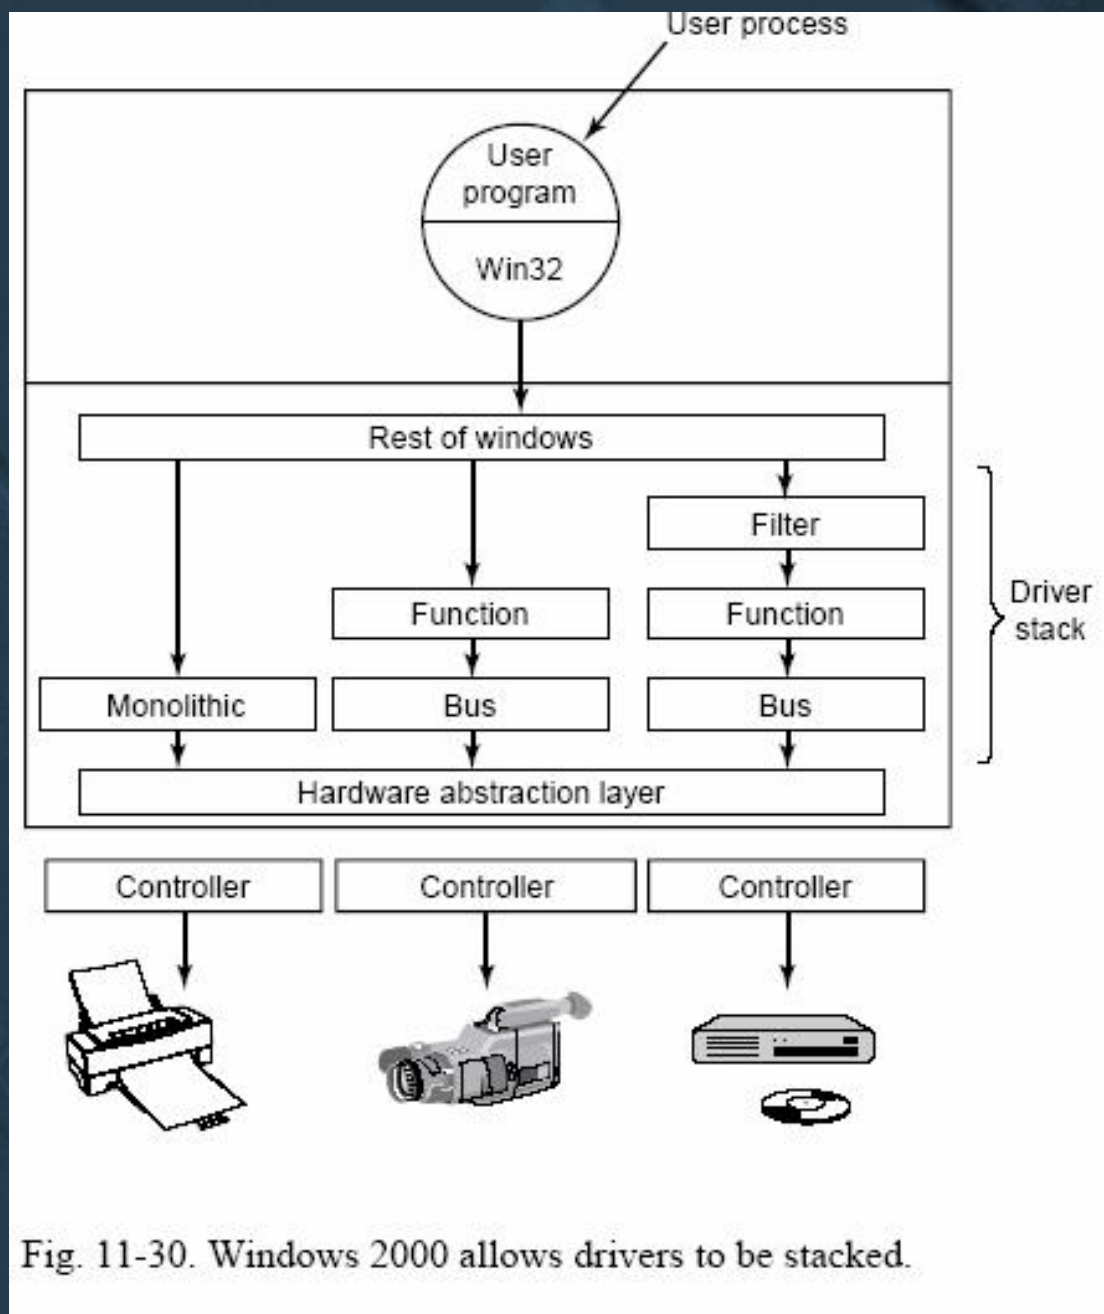 User process
User
program
Win32
Rest of windows
Filter
Function
Function
Driver
stack
Monolithic
Bus
Bus
Hardware abstraction layer
Controller
Controller
Controller
Fig. 11-30. Windows 2000 allows drivers to be stacked.